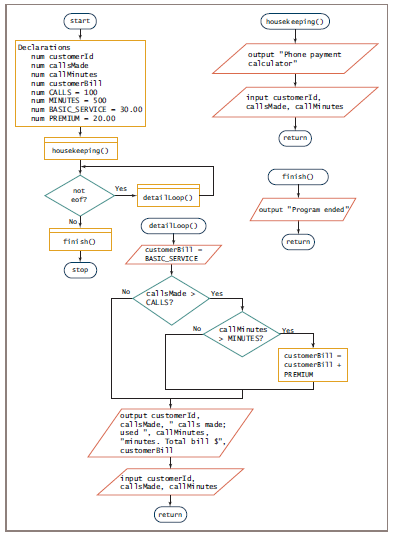 start
Declarations
num customerId
num callsMade
num callMinutes
num customerBill
num CALLS = 100
num MINUTES = 500
num BASIC_SERVICE = 30.00
num PREMIUM = 20.00
housekeeping()
not
eof?
Yes
detailLoop()
No
finish()
stop
housekeeping()
output "Phone payment
calculator"
input customerId,
callsMade, callMinutes
return
finish()
output "Program ended"
return
detailLoop()
customerBill =
BASIC_SERVICE
callsMade >
CALLS?
No
Yes
callMinutes
> MINUTES?
No
Yes
customerBill =
customerBill +
PREMIUM
output customerId,
callsMade, " calls made;
used ", callMinutes,
"minutes. Total bill $",
customerBill
input customerId,
callsMade, callMinutes
return